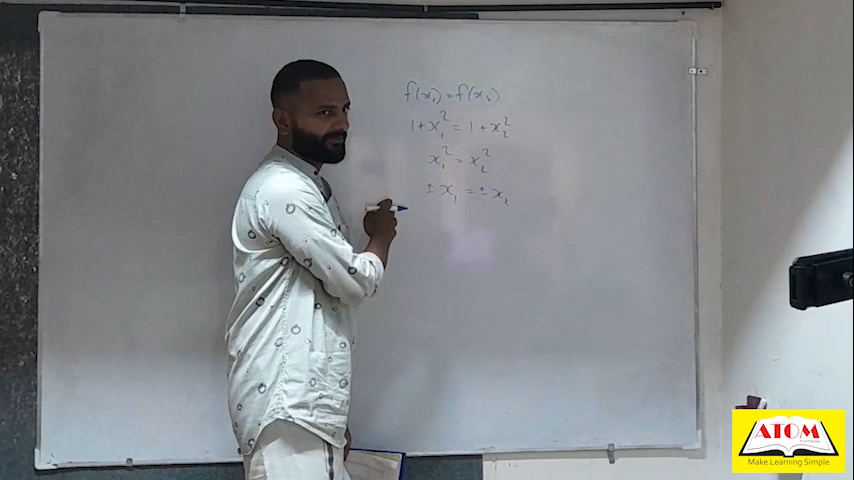 f(x₁) = f(x₂)
1+x₁² = 1+x₂²
x₁² = x₂²
± x₁ = ± x₂
ATOM
Make Learning Simple